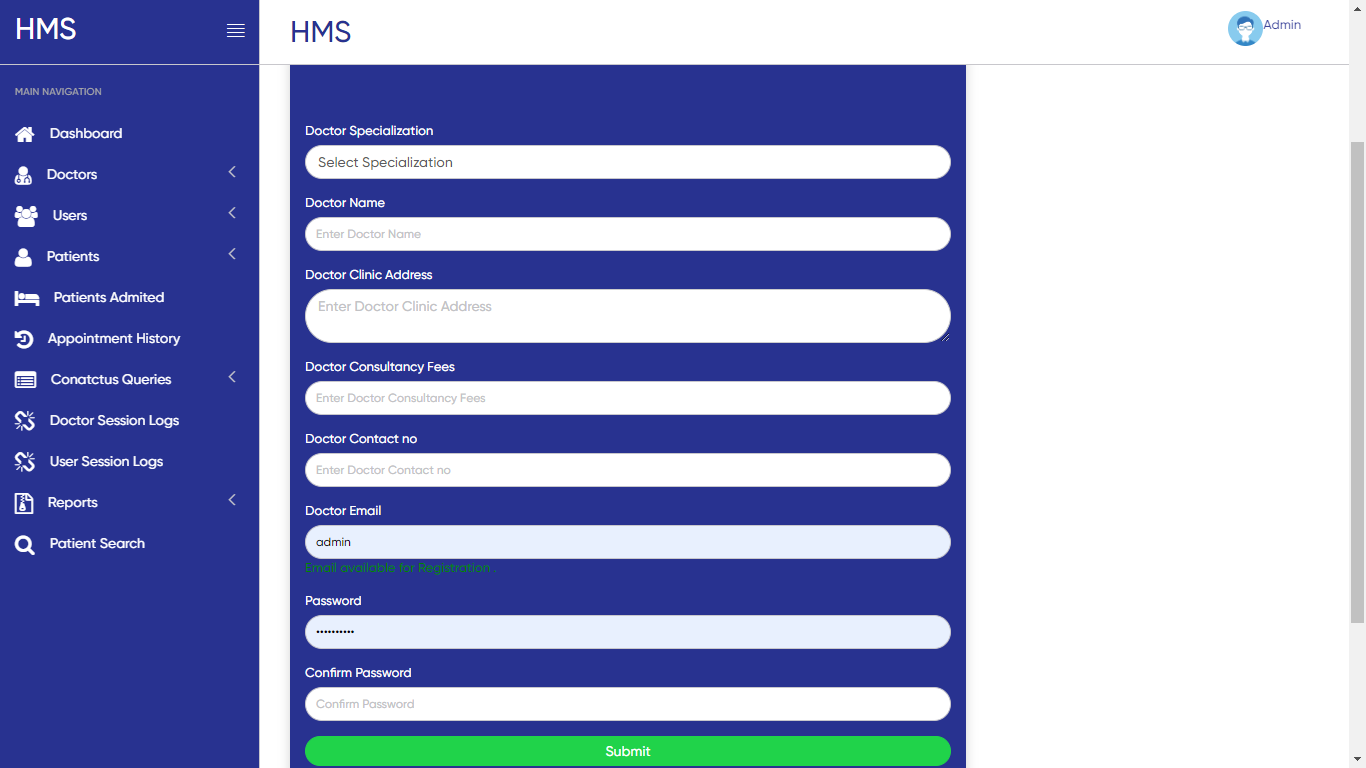 HMS
MAIN NAVIGATION
Dashboard
Doctors
Users
Patients
Patients Admited
Appointment History
Conatctus Queries
Doctor Session Logs
User Session Logs
Reports
Patient Search
HMS
Admin
Doctor Specialization
Select Specialization
Doctor Name
Enter Doctor Name
Doctor Clinic Address
Enter Doctor Clinic Address
Doctor Consultancy Fees
Enter Doctor Consultancy Fees
Doctor Contact no
Enter Doctor Contact no
Doctor Email
admin
Email available for Registration .
Password
••••••••••
Confirm Password
Confirm Password
Submit